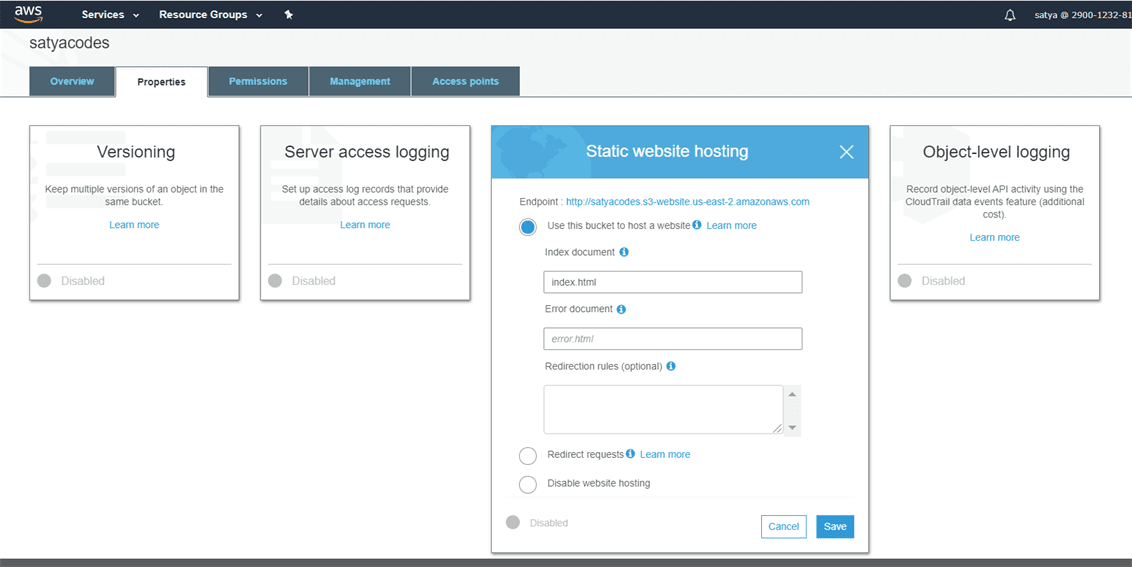 aws Services Resource Groups satya @ 2900-1232-81
satyacodes
Overview Properties Permissions Management Access points
Versioning
Keep multiple versions of an object in the
same bucket.
Learn more
Disabled
Server access logging
Set up access log records that provide
details about access requests.
Learn more
Disabled
Static website hosting
Endpoint : http://satyacodes.s3-website.us-east-2.amazonaws.com
Use this bucket to host a website Learn more
Index document
index.html
Error document
error.html
Redirection rules (optional)
Redirect requests Learn more
Disable website hosting
Disabled
Cancel Save
Object-level logging
Record object-level API activity using the
CloudTrail data events feature (additional
cost).
Learn more
Disabled